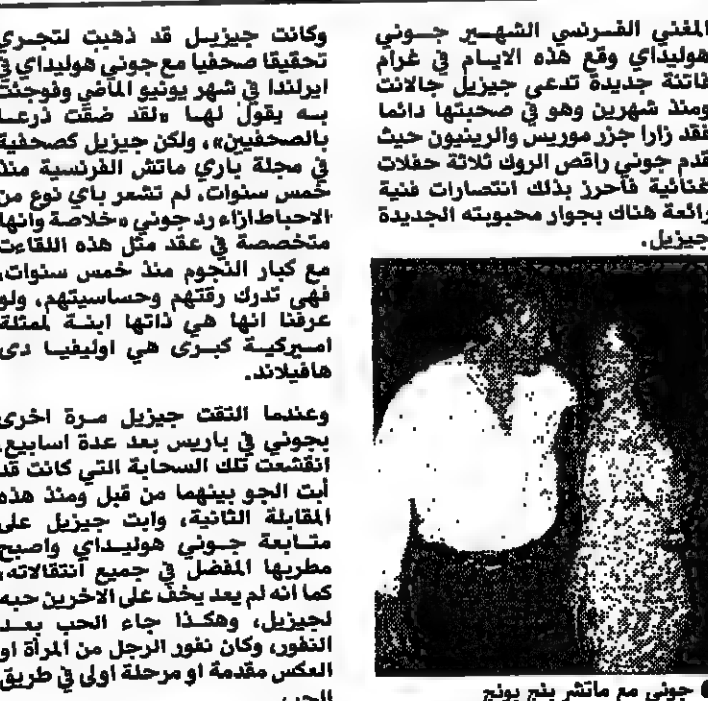 المغني الفرنسي الشهير جوني
هوليداي وقع هذه الايام في غرام
فاتنة جديدة تدعي جيزيل جالانت
ومنذ شهرين وهو في صحبتها دائما
فقد زارا جزر موريس والرينيون حيث
قدم جوني راقص الروك ثلاثة حفلات
غنائية فأحرز بذلك انتصارات فنية
رائعة هناك بجوار محبوبته الجديدة
جيزيل.
جوني مع ماتشر ينج يونج
وكانت جيزيل قد ذهبت لتجري
تحقيقا صحفيا مع جوني هوليداي في
ايرلندا في شهر يونيو الماضي وفوجئت
به يقول لها «لقد ضقت ذرعا
بالصحفيين»، ولكن جيزيل كصحفية
في مجلة باري ماتش الفرنسية منذ
خمس سنوات، لم تشعر بأي نوع من
الاحباط ازاء رد جوني «خلاصة وانها
متخصصة في عقد مثل هذه اللقاءت
مع كبار النجوم منذ خمس سنوات،
فهي تدرك رقتهم وحساسيتهم، ولو
عرفنا انها هي ذاتها ابنة لممثلة
اميركية كبرى هي اوليفيا دى
هافيلاند.
وعندما التقت جيزيل مرة اخرى
بجوني في باريس بعد عدة اسابيع،
انقشعت تلك السحابة التي كانت قد
أبت الجو بينهما من قبل ومنذ هذه
المقابلة الثانية، وابت جيزيل على
متابعة جوني هوليداي واصبح
مطربها المفضل في جميع انتقالاته،
كما انه لم يعد يخف على الاخرين حبه
لجيزيل، وهكذا جاء الحب بعد
النفور، وكان نفور الرجل من المرأة او
العكس مقدمة او مرحلة اولى في طريق
الحب